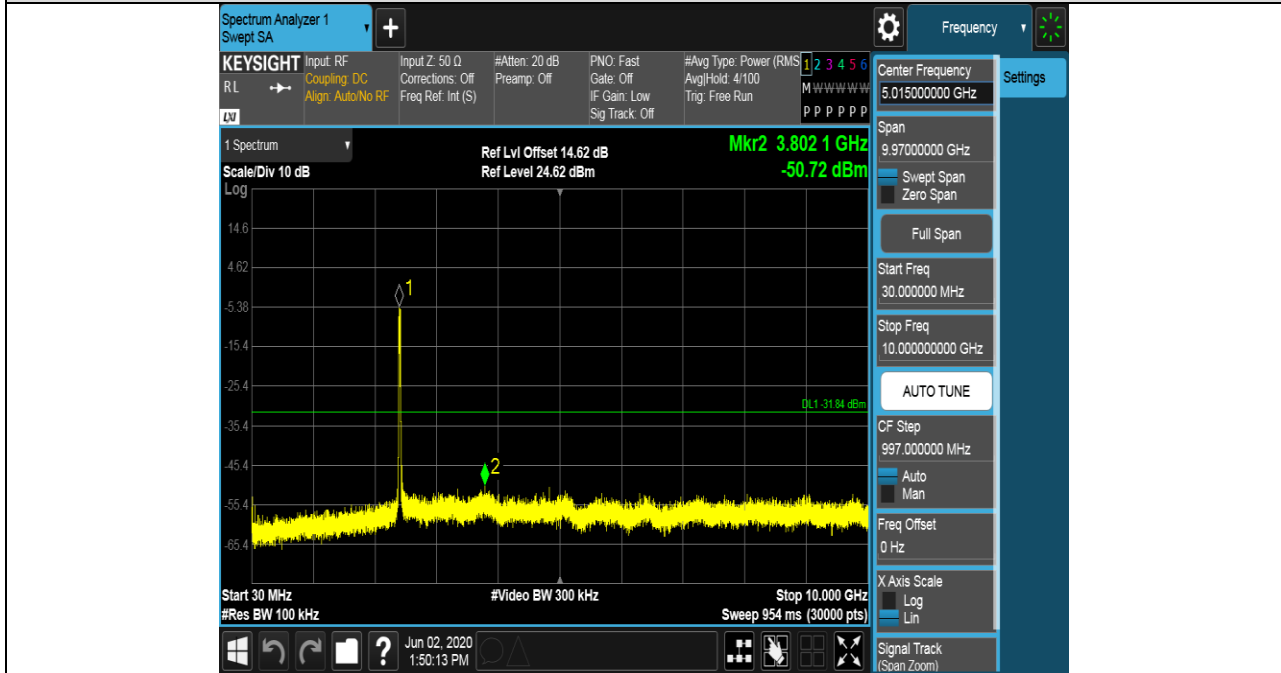 Spectrum Analyzer 1
Swept SA
+
Frequency
KEYSIGHT
RL
LXI
Input: RF
Coupling: DC
Align: Auto/No RF
Input Z: 50 Ω
Corrections: Off
Freq Ref: Int (S)
#Atten: 20 dB
Preamp: Off
PNO: Fast
Gate: Off
IF Gain: Low
Sig Track: Off
#Avg Type: Power (RMS
Avg|Hold: 4/100
Trig: Free Run
1 2 3 4 5 6
M W W W W W
P P P P P P
1 Spectrum
Scale/Div 10 dB
Log
Ref Lvl Offset 14.62 dB
Ref Level 24.62 dBm
Mkr2 3.802 1 GHz
-50.72 dBm
14.6
4.62
-5.38
-15.4
-25.4
-35.4
-45.4
-55.4
-65.4
1
2
DL1 -31.84 dBm
Start 30 MHz
#Res BW 100 kHz
#Video BW 300 kHz
Stop 10.000 GHz
Sweep 954 ms (30000 pts)
Center Frequency
5.015000000 GHz
Span
9.97000000 GHz
Swept Span
Zero Span
Full Span
Start Freq
30.000000 MHz
Stop Freq
10.000000000 GHz
AUTO TUNE
CF Step
997.000000 MHz
Auto
Man
Freq Offset
0 Hz
X Axis Scale
Log
Lin
Signal Track
(Span Zoom)
Settings
?
Jun 02, 2020
1:50:13 PM